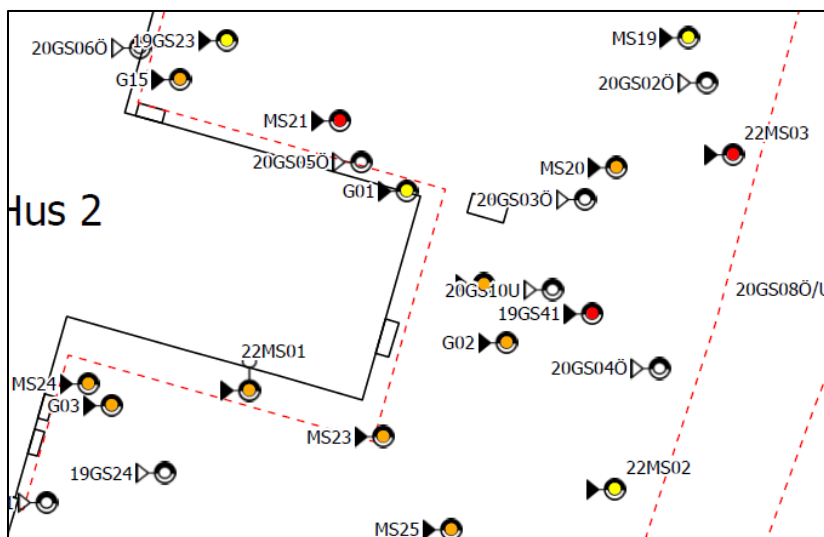 MS19
19GS23
20GS06Ö
G15
20GS02Ö
MS21
22MS03
20GS05Ö
MS20
G01
20GS03Ö
Hus 2
20GS10U
20GS08Ö/U
19GS41
G02
22MS01
20GS04Ö
MS24
G03
MS23
19GS24
22MS02
MS25